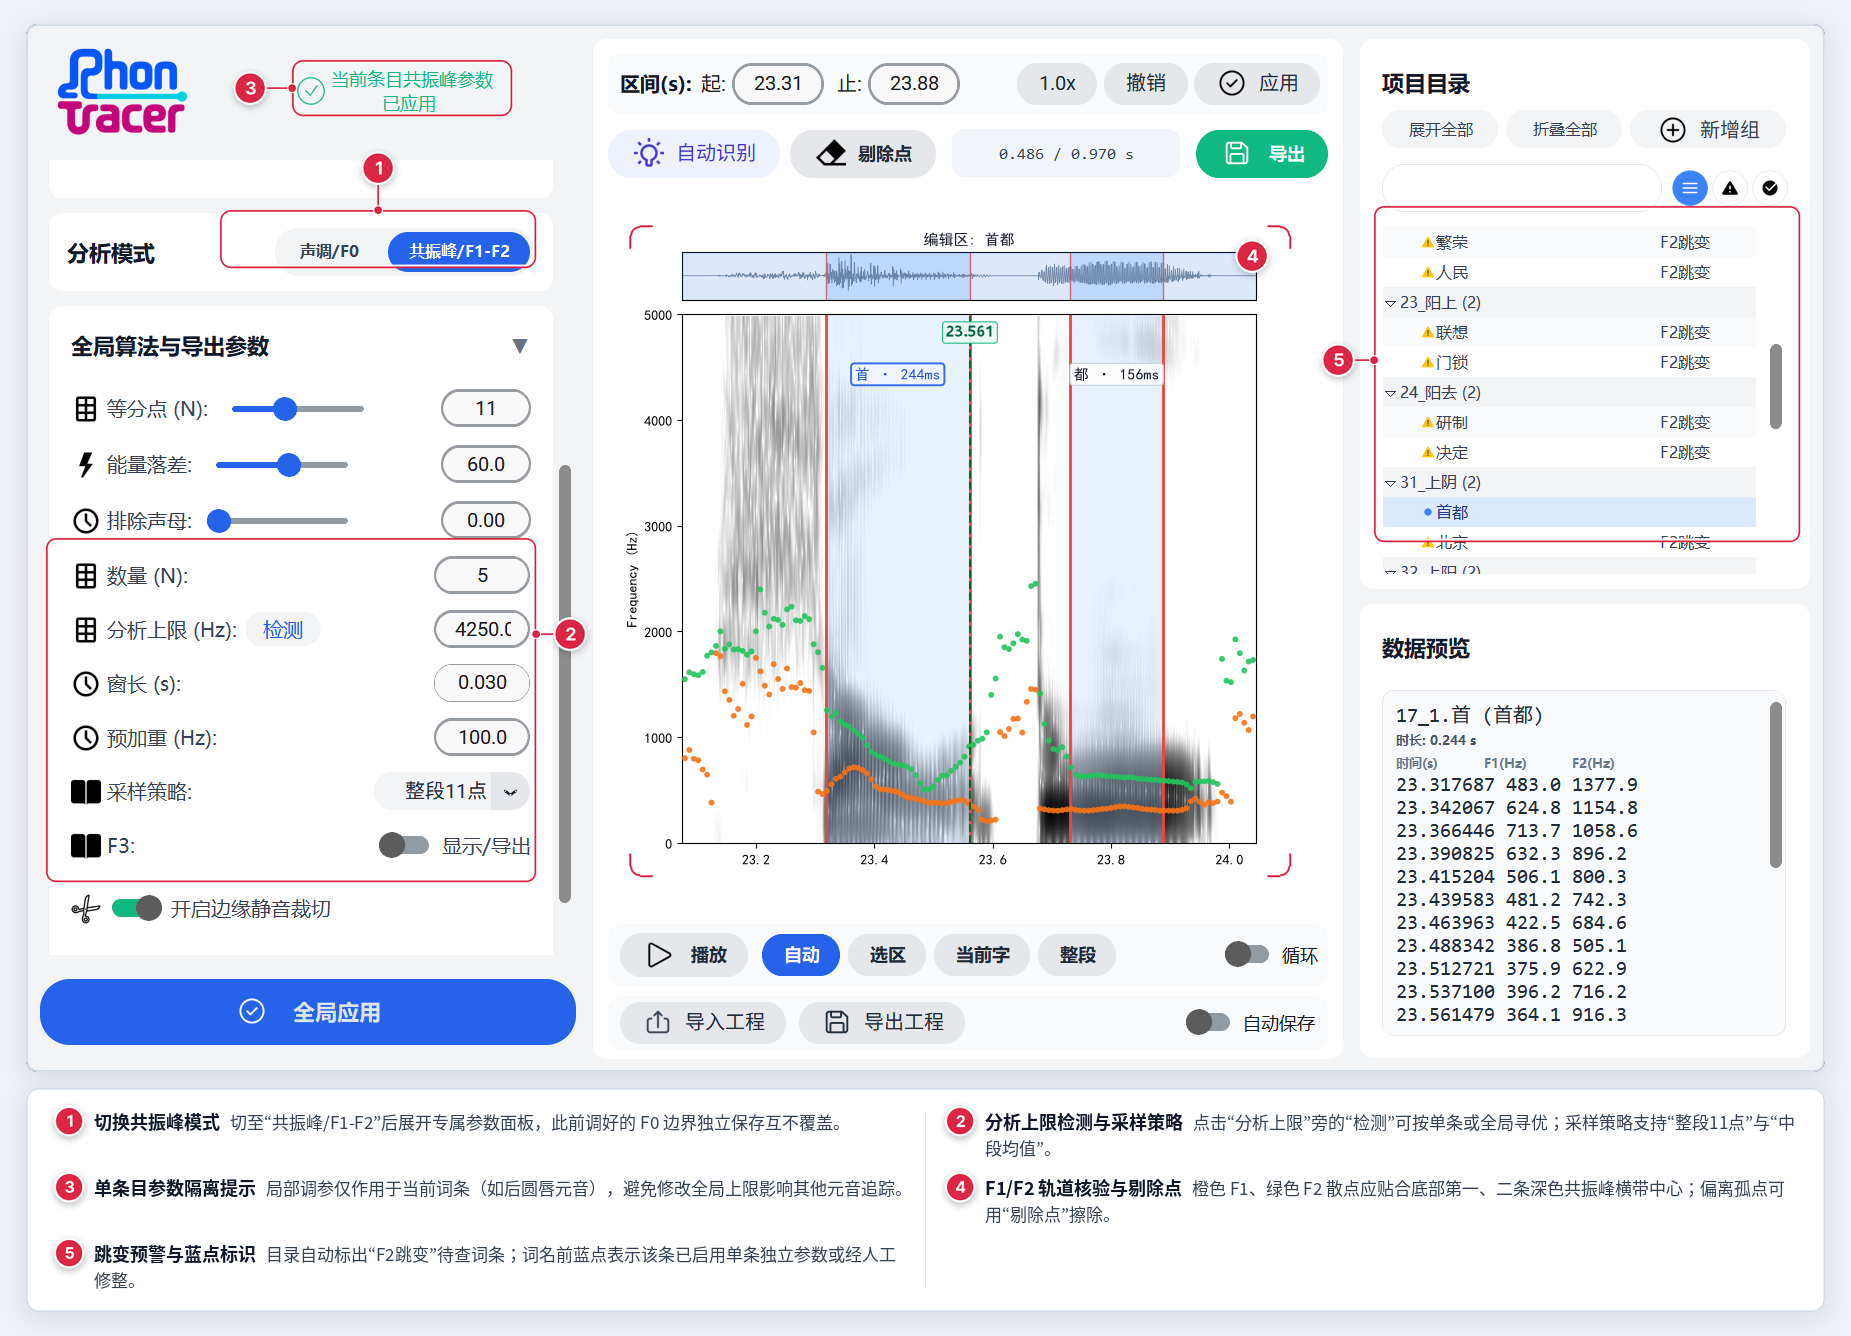 Phon
Tracer
3
当前条目共振峰参数
已应用
1
分析模式
声调/F0
共振峰/F1-F2
全局算法与导出参数
▼
等分点 (N):
11
能量落差:
60.0
排除声母:
0.00
数量 (N):
5
分析上限 (Hz):
检测
4250.0
2
窗长 (s):
0.030
预加重 (Hz):
100.0
采样策略:
整段11点
F3:
显示/导出
开启边缘静音裁切
全局应用
区间(s):
起:
23.31
止:
23.88
1.0x
撤销
应用
自动识别
剔除点
0.486 / 0.970 s
导出
编辑区: 首都
4
5000
4000
3000
2000
1000
0
Frequency (Hz)
23.561
首 · 244ms
都 · 156ms
23.2
23.4
23.6
23.8
24.0
播放
自动
选区
当前字
整段
循环
导入工程
导出工程
自动保存
项目目录
展开全部
折叠全部
新增组
5
繁荣 F2跳变
人民 F2跳变
23_阳上 (2)
联想 F2跳变
门锁 F2跳变
24_阳去 (2)
研制 F2跳变
决定 F2跳变
31_上阴 (2)
首都
北京 F2跳变
32_上阳 (2)
数据预览
17_1.首 (首都)
时长: 0.244 s
时间(s) F1(Hz) F2(Hz)
23.317687 483.0 1377.9
23.342067 624.8 1154.8
23.366446 713.7 1058.6
23.390825 632.3 896.2
23.415204 506.1 800.3
23.439583 481.2 742.3
23.463963 422.5 684.6
23.488342 386.8 505.1
23.512721 375.9 622.9
23.537100 396.2 716.2
23.561479 364.1 916.3
1 切换共振峰模式 切至“共振峰/F1-F2”后展开专属参数面板，此前调好的 F0 边界独立保存互不覆盖。
2 分析上限检测与采样策略 点击“分析上限”旁的“检测”可按单条或全局寻优；采样策略支持“整段11点”与“中
段均值”。
3 单条目参数隔离提示 局部调参仅作用于当前词条（如后圆唇元音），避免修改全局上限影响其他元音追踪。
4 F1/F2 轨道核验与剔除点 橙色 F1、绿色 F2 散点应贴合底部第一、二条深色共振峰横带中心；偏离孤点可
用“剔除点”擦除。
5 跳变预警与蓝点标识 目录自动标出“F2跳变”待查词条；词名前蓝点表示该条已启用单条独立参数或经人工
修整。